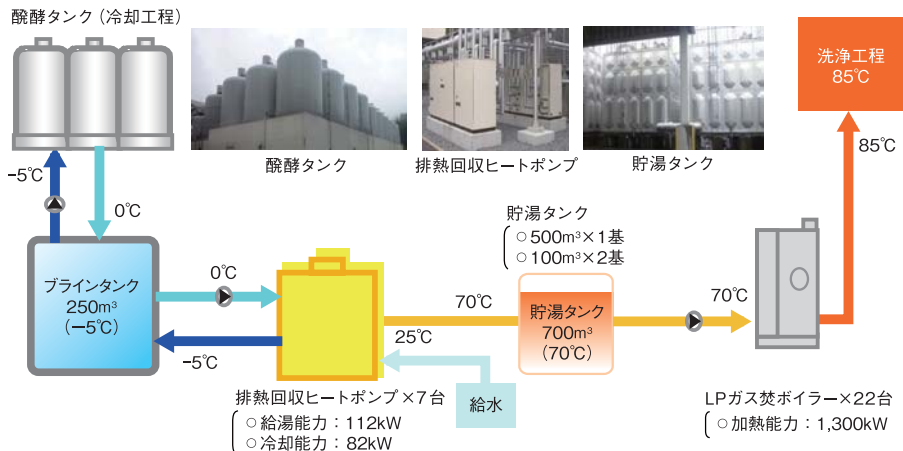 醗酵タンク（冷却工程）
醗酵タンク
排熱回収ヒートポンプ
貯湯タンク
洗浄工程
85℃
85℃
−5℃
0℃
ブラインタンク
250m³
（−5℃）
0℃
−5℃
排熱回収ヒートポンプ×7台
○ 給湯能力：112kW
○ 冷却能力：82kW
70℃
25℃
給水
貯湯タンク
○ 500m³×1基
○ 100m³×2基
貯湯タンク
700m³
（70℃）
70℃
LPガス焚ボイラー×22台
○ 加熱能力：1,300kW